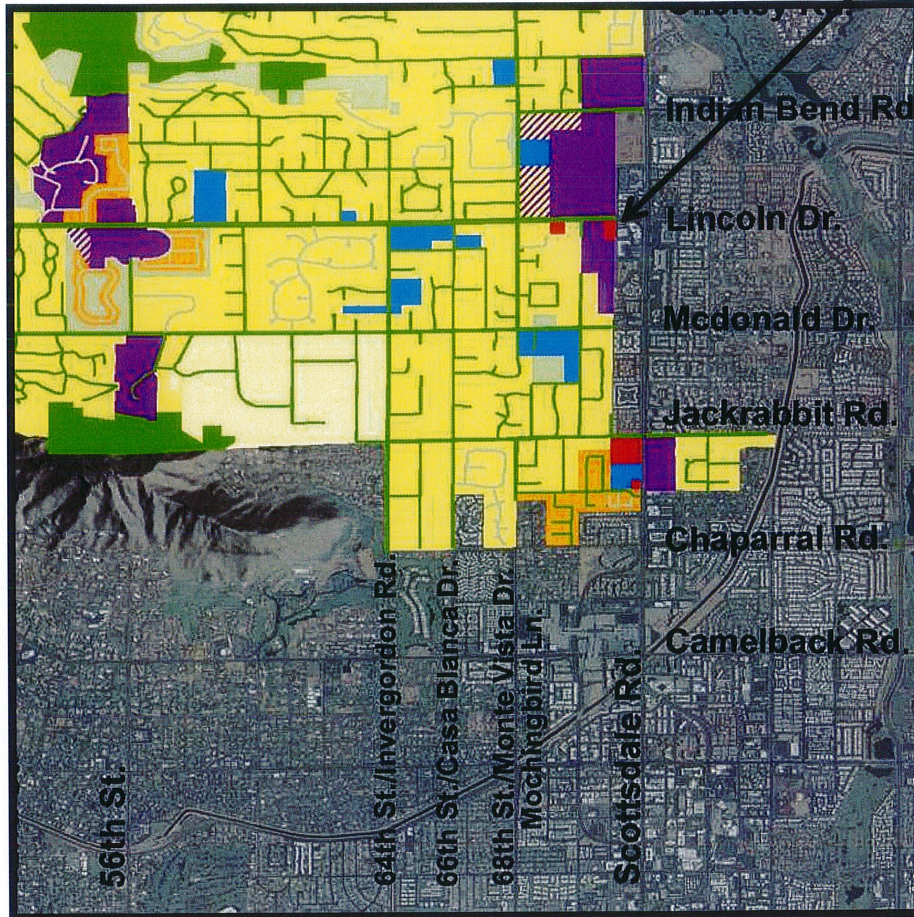 Indian Bend Rd
Lincoln Dr.
Mcdonald Dr.
Jackrabbit Rd.
Chaparral Rd.
Camelback Rd.
56th St.
64th St./Invergordon Rd.
66th St./Casa Blanca Dr.
68th St./Monte Vista Dr.
Mockingbird Ln.
Scottsdale Rd.